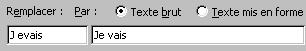 Remplacer : Par : Texte brut Texte mis en forme
J evais Je vais